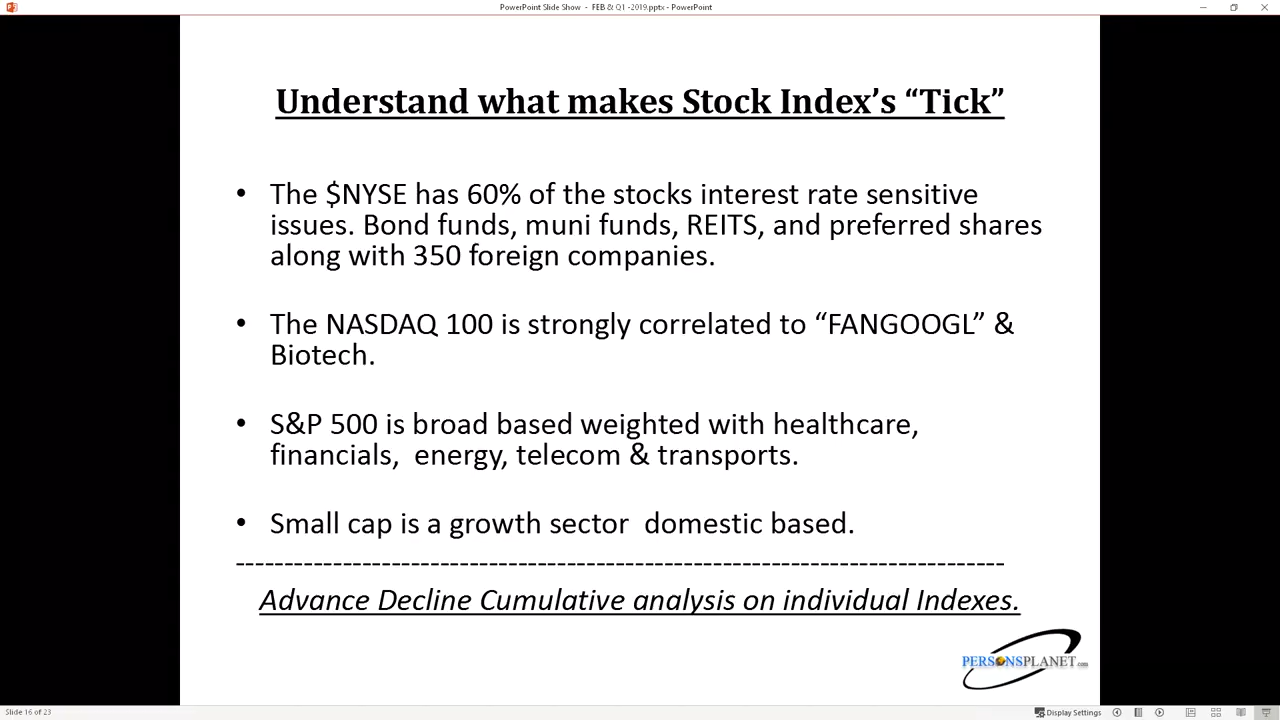 PowerPoint Slide Show - FEB & Q1 -2019.pptx - PowerPoint
Understand what makes Stock Index’s “Tick”
• The $NYSE has 60% of the stocks interest rate sensitive
issues. Bond funds, muni funds, REITS, and preferred shares
along with 350 foreign companies.
• The NASDAQ 100 is strongly correlated to “FANGOOGL” &
Biotech.
• S&P 500 is broad based weighted with healthcare,
financials, energy, telecom & transports.
• Small cap is a growth sector domestic based.
-----------------------------------------------------------------------------
Advance Decline Cumulative analysis on individual Indexes.
PERSONSPLANET.com
Slide 16 of 23
Display Settings